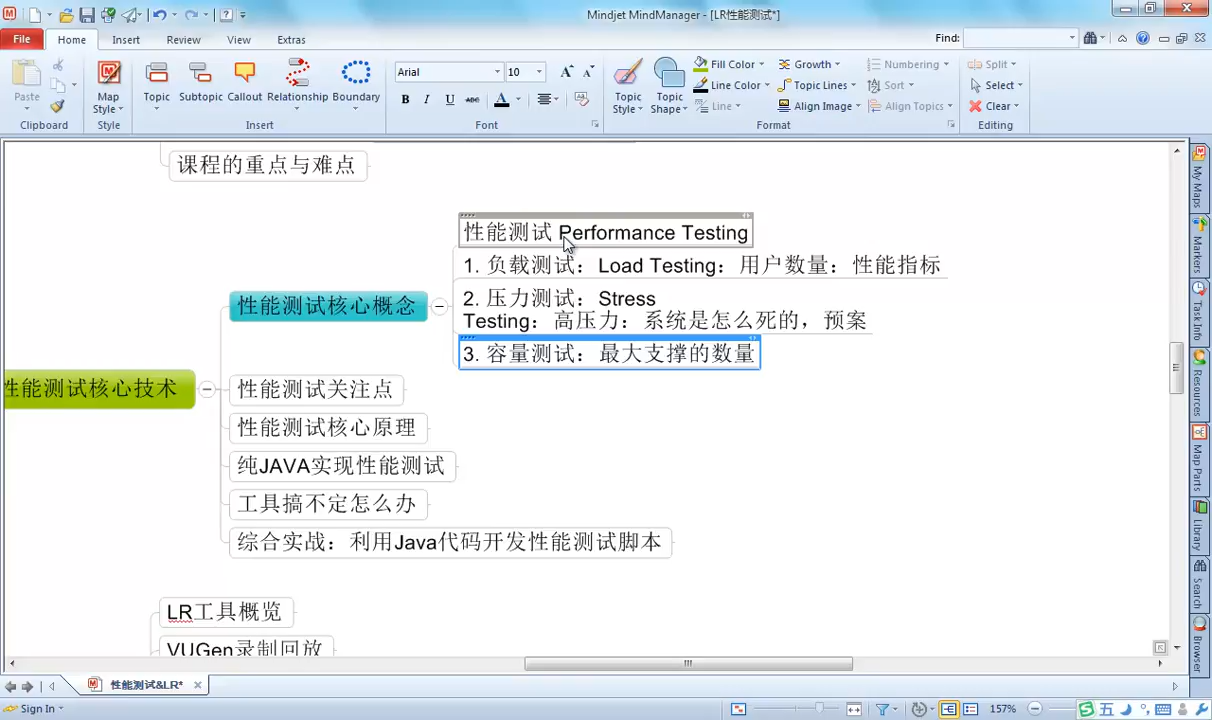 Mindjet MindManager - [LR性能测试*]
File Home Insert Review View Extras Find:
Paste Map Style Topic Subtopic Callout Relationship Boundary Arial 10 Topic Style Topic Shape Fill Color Growth Numbering Split
Line Color Topic Lines Sort Select
B I U abc A Line Align Image Align Topics Clear
Clipboard Style Insert Font Format Editing
课程的重点与难点
性能测试 Performance Testing
1. 负载测试：Load Testing：用户数量：性能指标
2. 压力测试：Stress
Testing：高压力：系统是怎么死的，预案
3. 容量测试：最大支撑的数量
性能测试核心概念
性能测试核心技术
性能测试关注点
性能测试核心原理
纯JAVA实现性能测试
工具搞不定怎么办
综合实战：利用Java代码开发性能测试脚本
LR工具概览
VUGen录制回放
My Maps
Markers
Task Info
Resources
Map Parts
Library
Search
Browser
性能测试&LR*
Sign In 157% 五